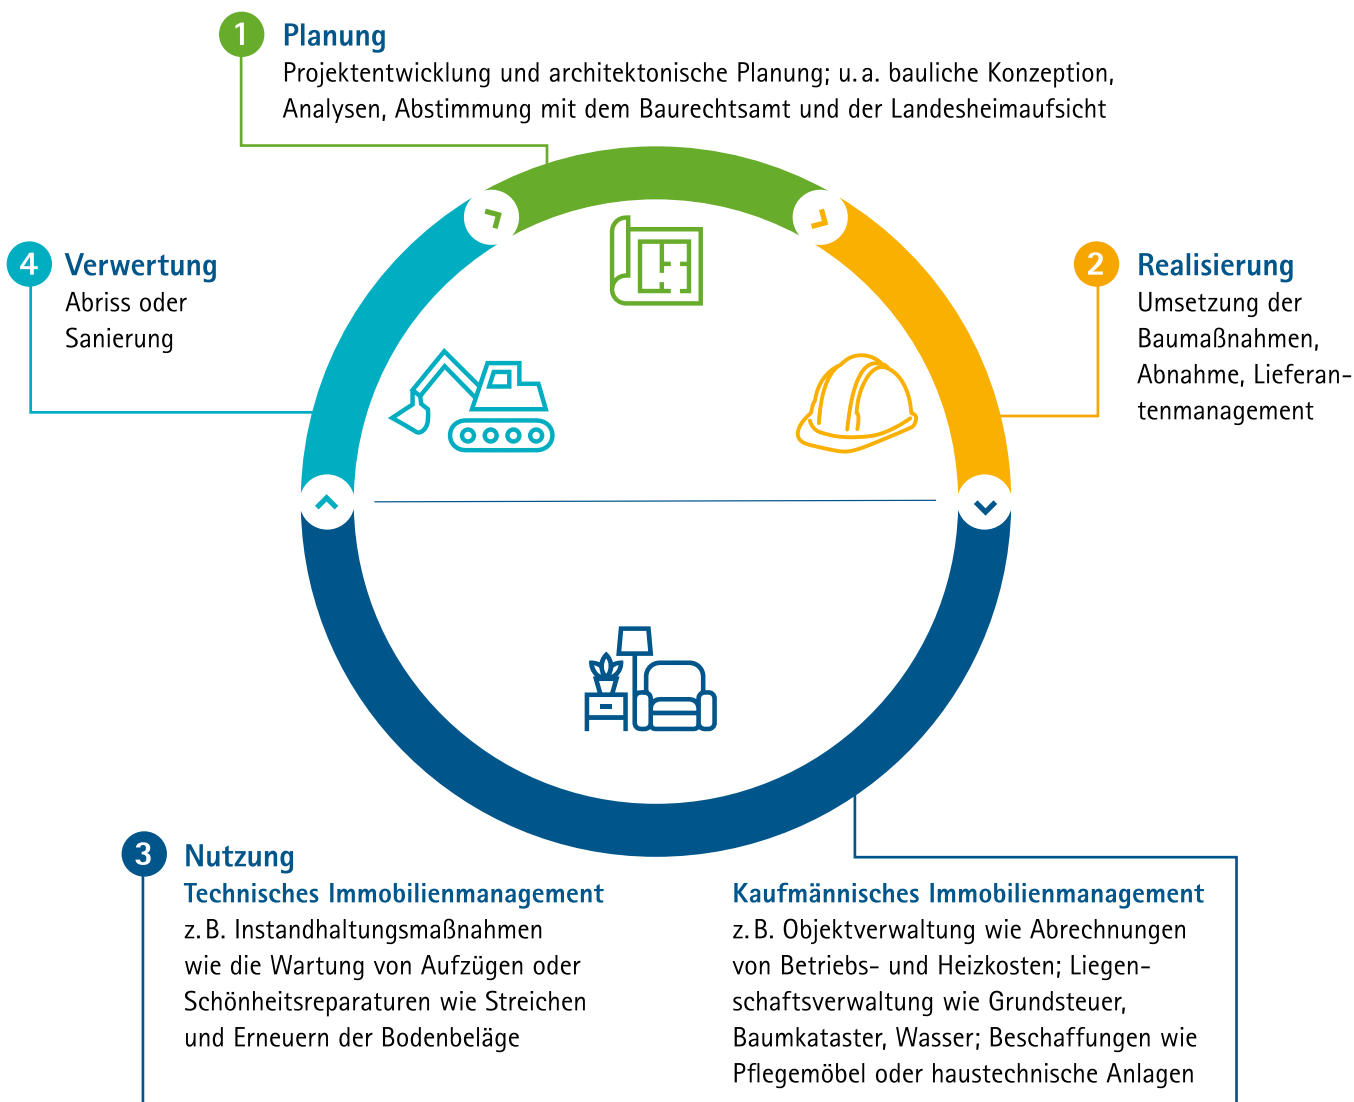 1 Planung
Projektentwicklung und architektonische Planung; u. a. bauliche Konzeption,
Analysen, Abstimmung mit dem Baurechtsamt und der Landesheimaufsicht
2 Realisierung
Umsetzung der
Baumaßnahmen,
Abnahme, Lieferan-
tenmanagement
4 Verwertung
Abriss oder
Sanierung
3 Nutzung
Technisches Immobilienmanagement
z. B. Instandhaltungsmaßnahmen
wie die Wartung von Aufzügen oder
Schönheitsreparaturen wie Streichen
und Erneuern der Bodenbeläge
Kaufmännisches Immobilienmanagement
z. B. Objektverwaltung wie Abrechnungen
von Betriebs- und Heizkosten; Liegen-
schaftsverwaltung wie Grundsteuer,
Baumkataster, Wasser; Beschaffungen wie
Pflegemöbel oder haustechnische Anlagen